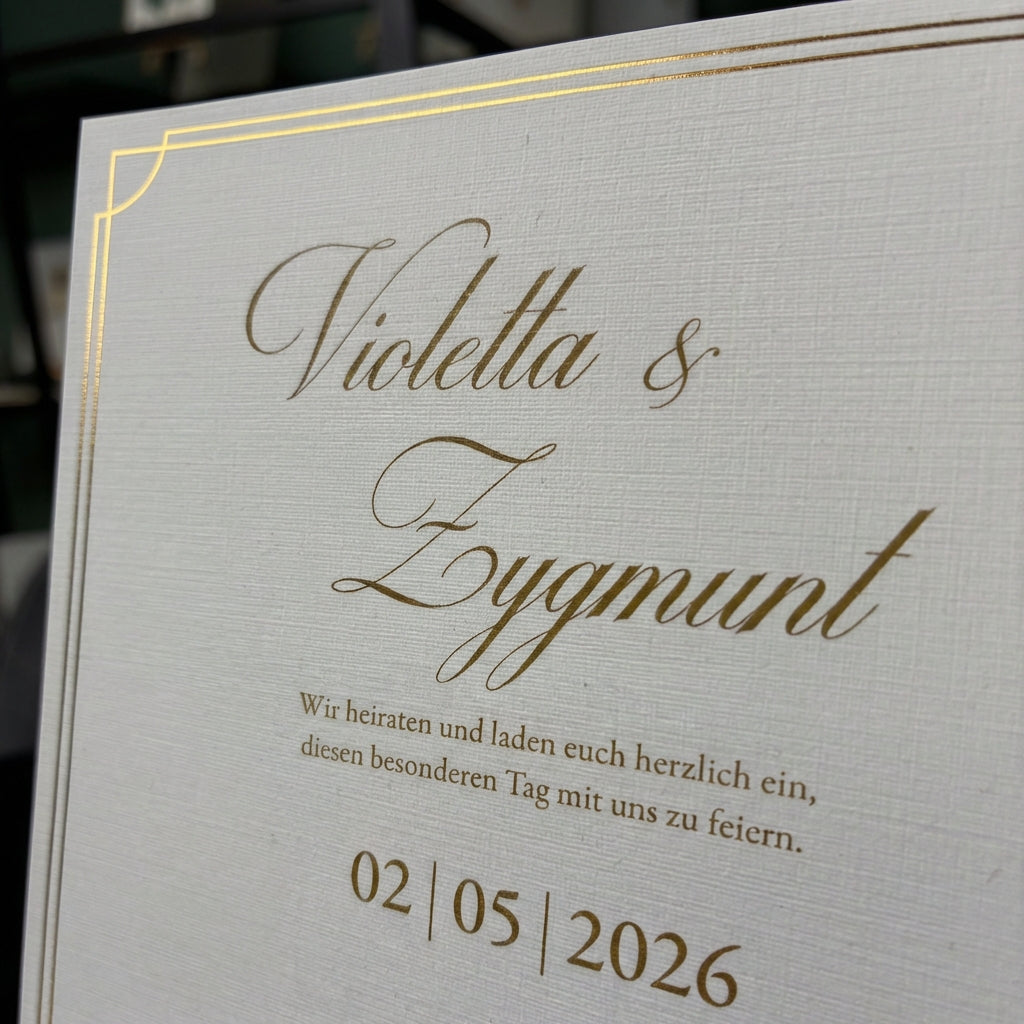 Violetta &
Zygmunt
Wir heiraten und laden euch herzlich ein,
diesen besonderen Tag mit uns zu feiern.
02|05|2026